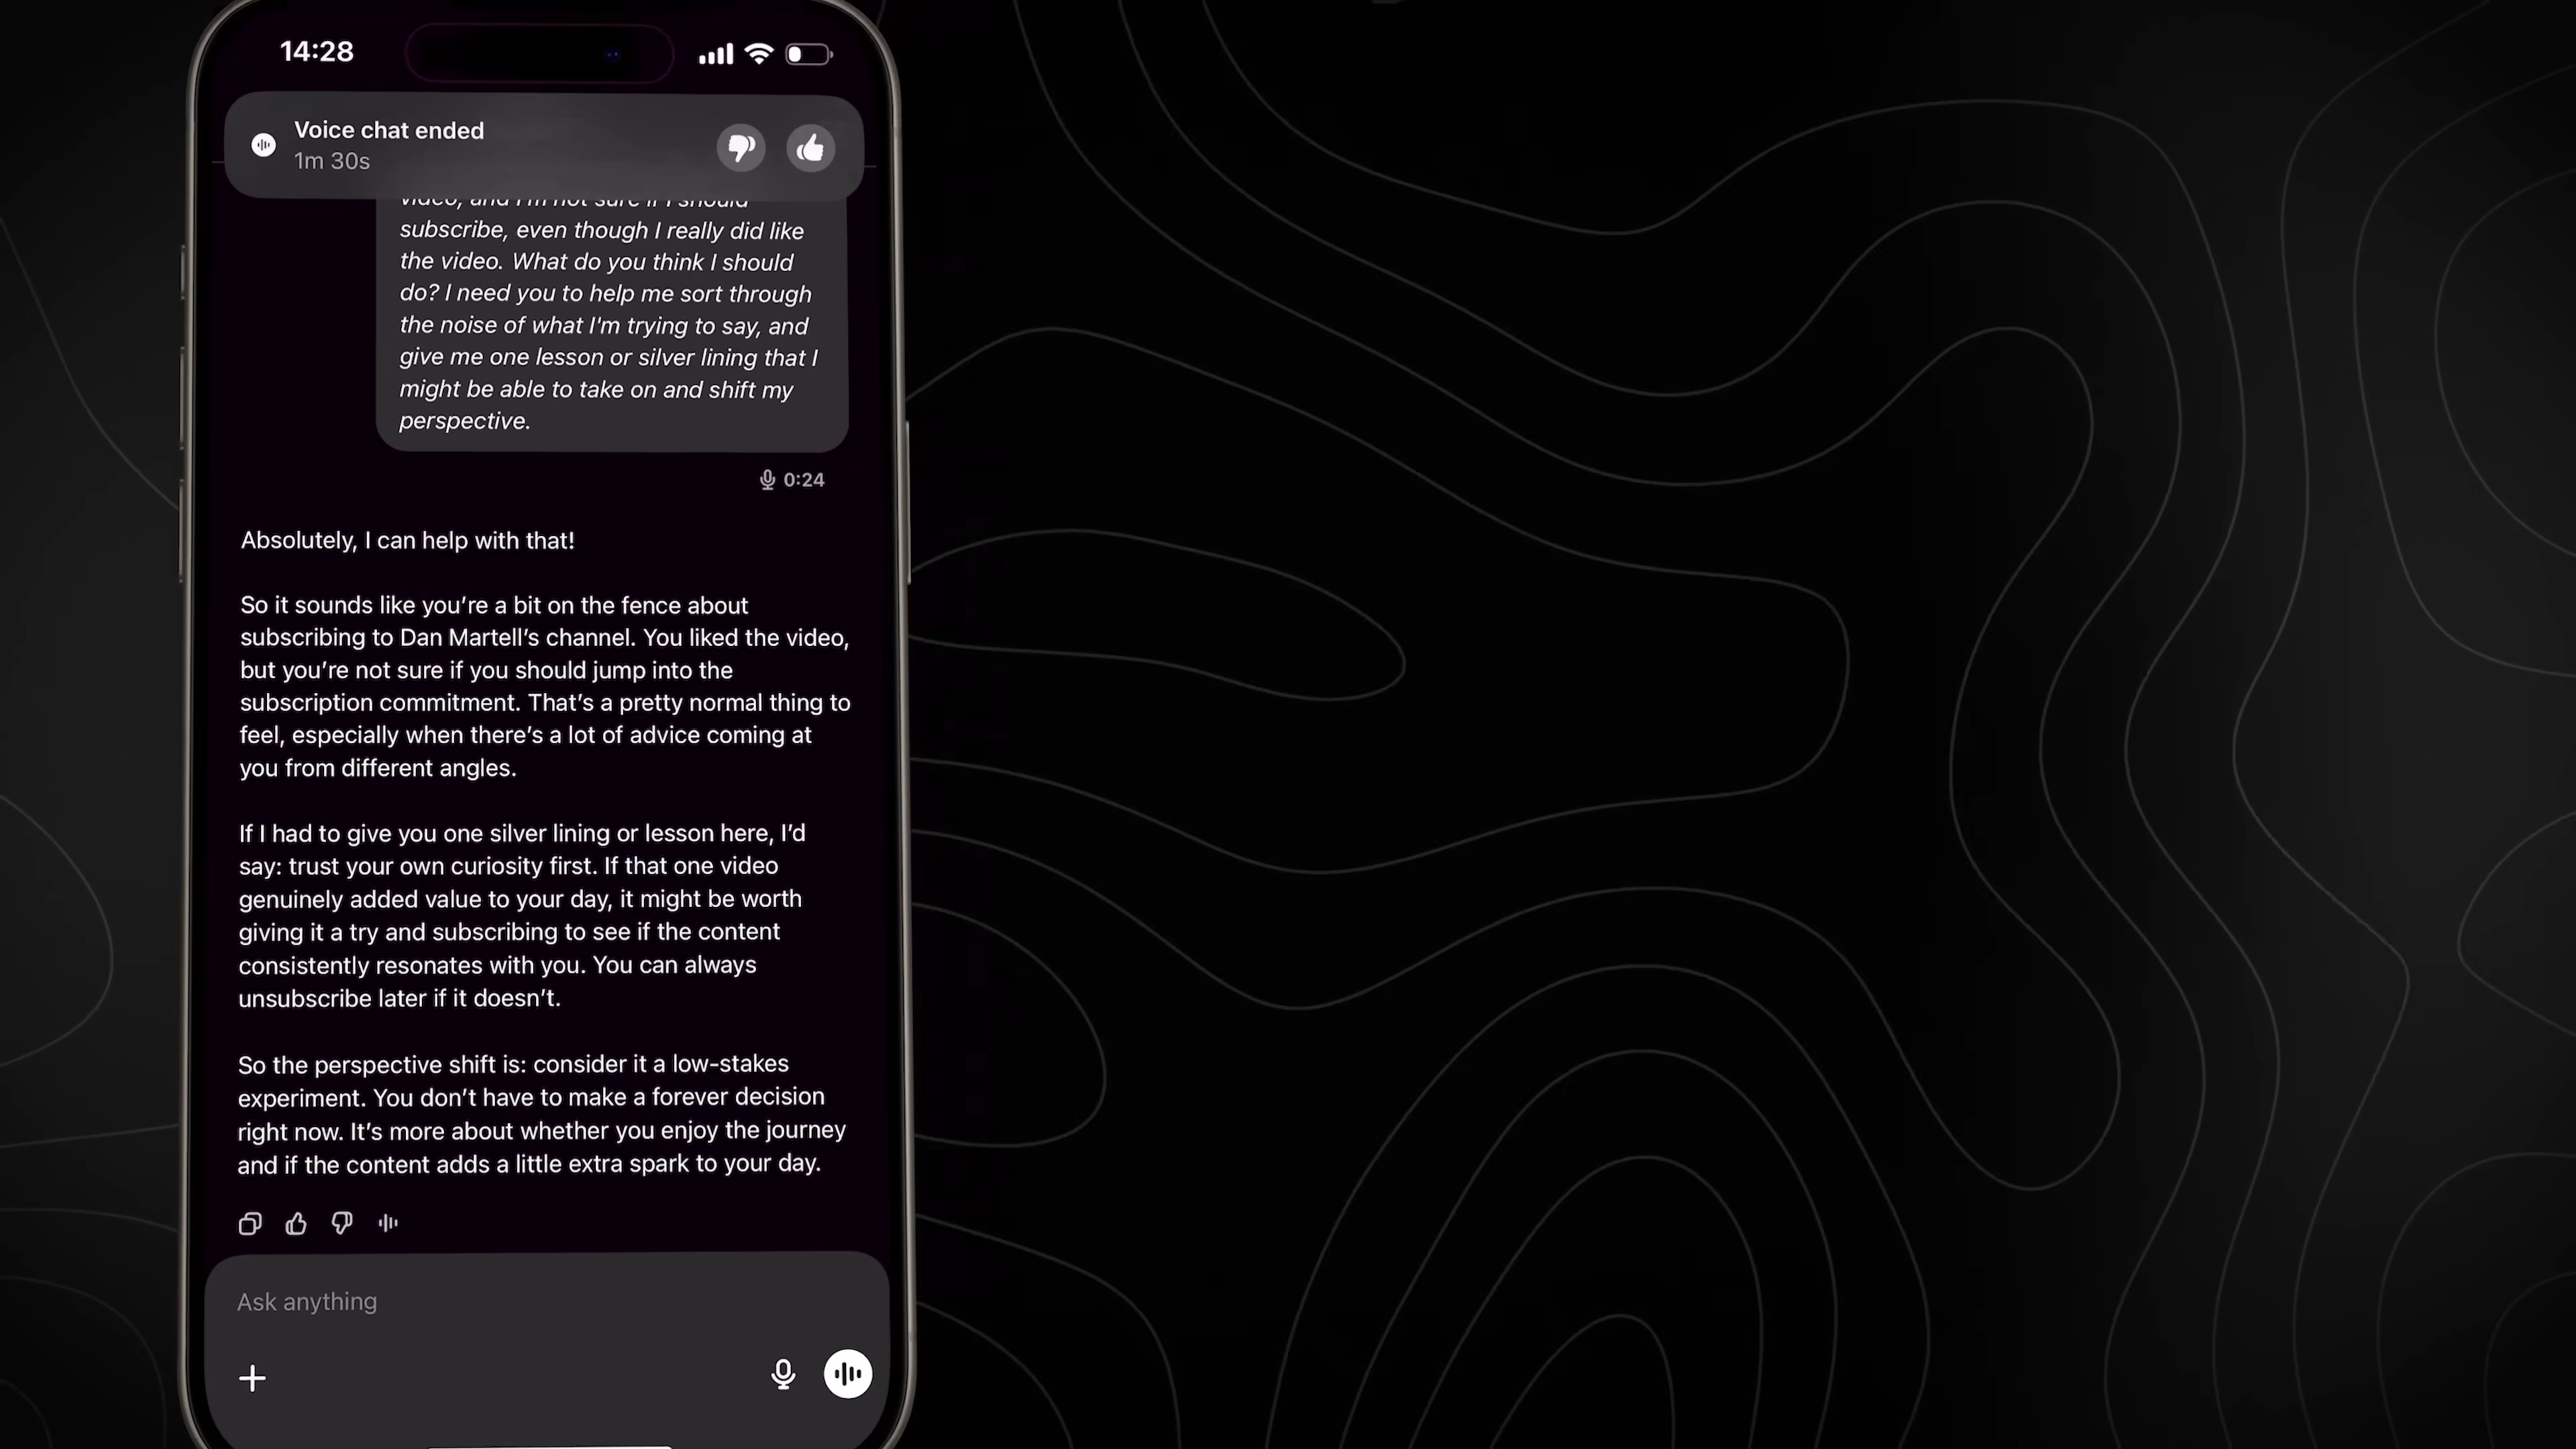 14:28
Voice chat ended
1m 30s
video, and I'm not sure if I should
subscribe, even though I really did like
the video. What do you think I should
do? I need you to help me sort through
the noise of what I'm trying to say, and
give me one lesson or silver lining that I
might be able to take on and shift my
perspective.
0:24
Absolutely, I can help with that!
So it sounds like you’re a bit on the fence about
subscribing to Dan Martell’s channel. You liked the video,
but you’re not sure if you should jump into the
subscription commitment. That’s a pretty normal thing to
feel, especially when there’s a lot of advice coming at
you from different angles.
If I had to give you one silver lining or lesson here, I’d
say: trust your own curiosity first. If that one video
genuinely added value to your day, it might be worth
giving it a try and subscribing to see if the content
consistently resonates with you. You can always
unsubscribe later if it doesn’t.
So the perspective shift is: consider it a low-stakes
experiment. You don’t have to make a forever decision
right now. It’s more about whether you enjoy the journey
and if the content adds a little extra spark to your day.
Ask anything